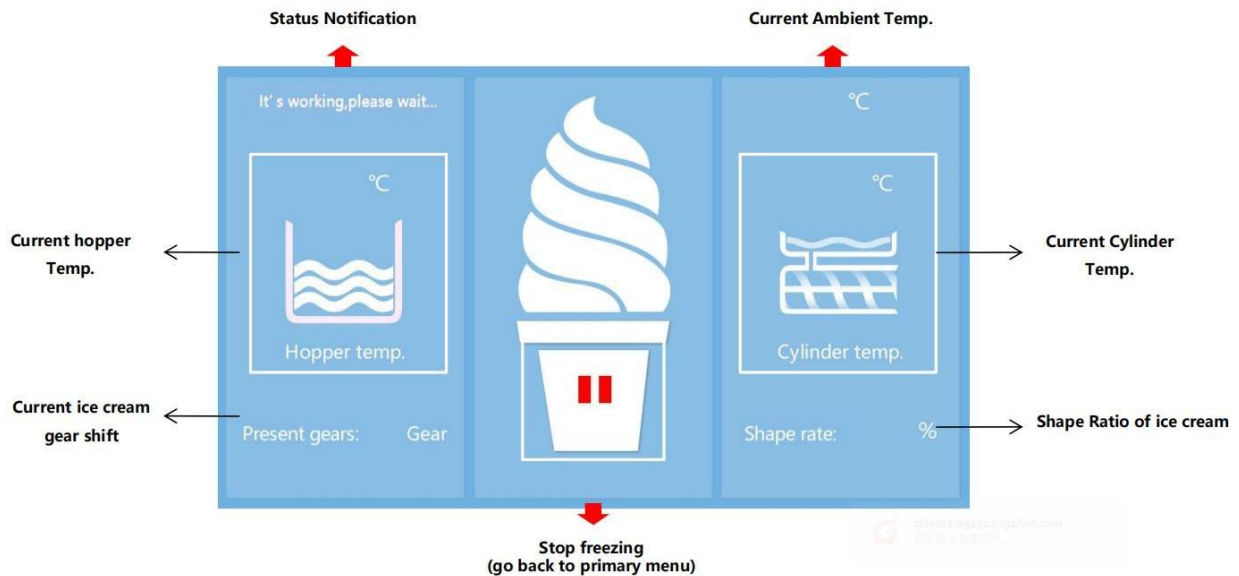 Status Notification
Current Ambient Temp.
It's working,please wait...
℃
℃
℃
Current hopper
Temp.
Current Cylinder
Temp.
Hopper temp.
Cylinder temp.
Current ice cream
gear shift
Present gears: Gear
Shape rate: %
Shape Ratio of ice cream
Stop freezing
(go back to primary menu)